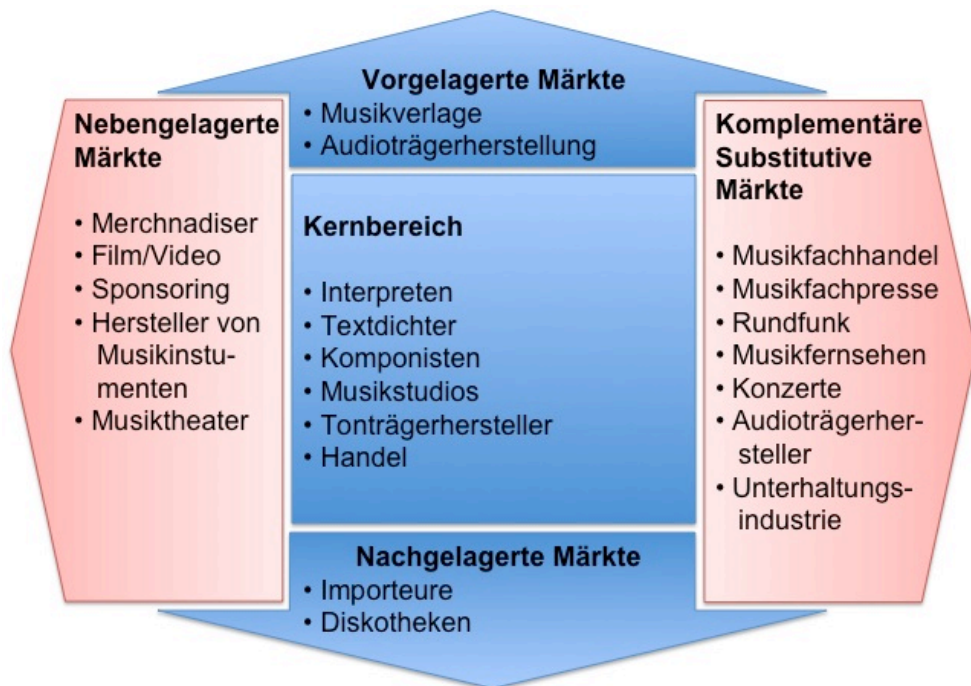 Vorgelagerte Märkte
• Musikverlage
• Audioträgerherstellung
Nebengelagerte
Märkte
• Merchnadiser
• Film/Video
• Sponsoring
• Hersteller von
Musikinstu-
menten
• Musiktheater
Kernbereich
• Interpreten
• Textdichter
• Komponisten
• Musikstudios
• Tonträgerhersteller
• Handel
Komplementäre
Substitutive
Märkte
• Musikfachhandel
• Musikfachpresse
• Rundfunk
• Musikfernsehen
• Konzerte
• Audioträgerher-
steller
• Unterhaltungs-
industrie
Nachgelagerte Märkte
• Importeure
• Diskotheken